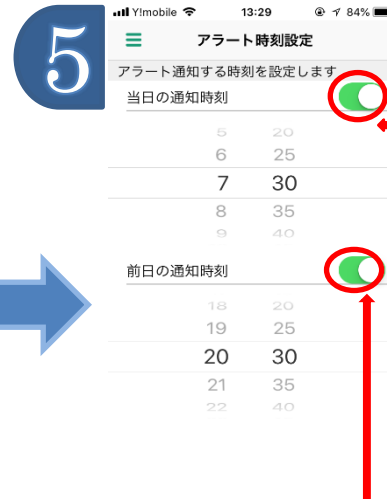 5
Y!mobile 13:29 84%
アラート時刻設定
アラート通知する時刻を設定します
当日の通知時刻
5 20
6 25
7 30
8 35
9 40
前日の通知時刻
18 20
19 25
20 30
21 35
22 40